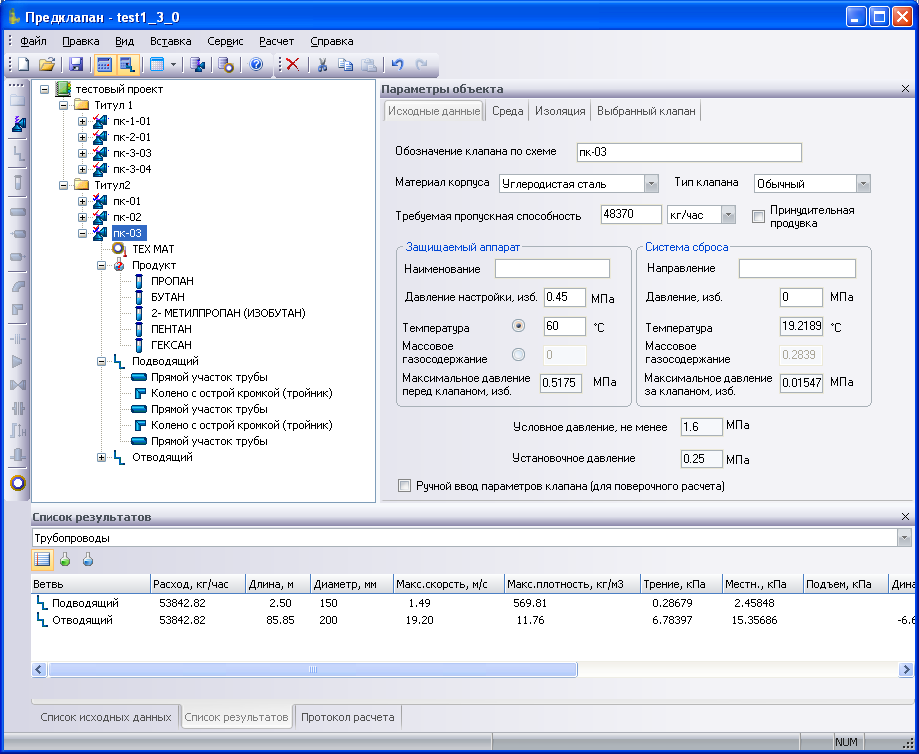 Предклапан - test1_3_0
Файл Правка Вид Вставка Сервис Расчет Справка
тестовый проект
Титул 1
пк-1-01
пк-2-01
пк-3-03
пк-3-04
Титул2
пк-01
пк-02
пк-03
ТЕХ МАТ
Продукт
ПРОПАН
БУТАН
2- МЕТИЛПРОПАН (ИЗОБУТАН)
ПЕНТАН
ГЕКСАН
Подводящий
Прямой участок трубы
Колено с острой кромкой (тройник)
Прямой участок трубы
Колено с острой кромкой (тройник)
Прямой участок трубы
Отводящий
Параметры объекта
Исходные данные Среда Изоляция Выбранный клапан
Обозначение клапана по схеме пк-03
Материал корпуса Углеродистая сталь Тип клапана Обычный
Требуемая пропускная способность 48370 кг/час Принудительная продувка
Защищаемый аппарат
Наименование
Давление настройки, изб. 0.45 МПа
Температура 60 °C
Массовое газосодержание 0
Максимальное давление перед клапаном, изб. 0.5175 МПа
Система сброса
Направление
Давление, изб. 0 МПа
Температура 19.2189 °C
Массовое газосодержание 0.2839
Максимальное давление за клапаном, изб. 0.01547 МПа
Условное давление, не менее 1.6 МПа
Установочное давление 0.25 МПа
Ручной ввод параметров клапана (для поверочного расчета)
Список результатов
Трубопроводы
Ветвь Расход, кг/час Длина, м Диаметр, мм Макс.скорсть, м/с Макс.плотность, кг/м3 Трение, кПа Местн., кПа Подъем, кПа Дина
Подводящий 53842.82 2.50 150 1.49 569.81 0.28679 2.45848
Отводящий 53842.82 85.85 200 19.20 11.76 6.78397 15.35686 -6.6
Список исходных данных Список результатов Протокол расчета
NUM